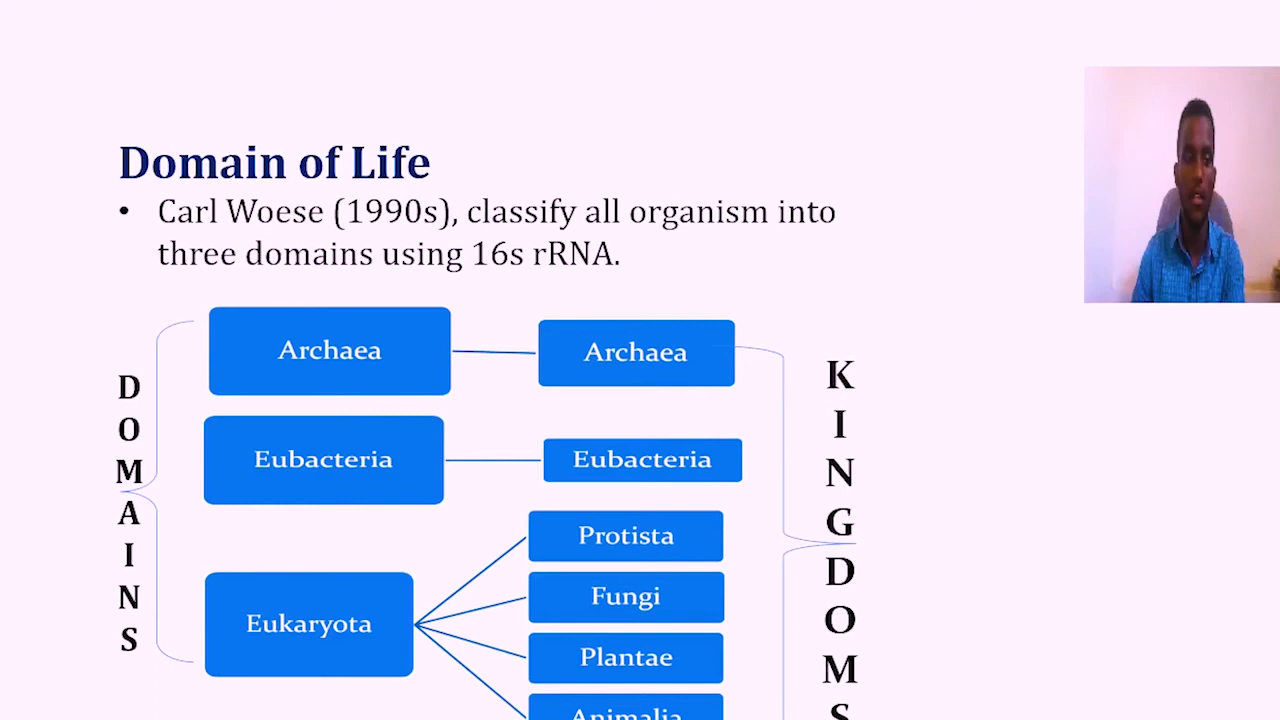 Domain of Life
• Carl Woese (1990s), classify all organism into
three domains using 16s rRNA.
DOMAINS
Archaea
Archaea
Eubacteria
Eubacteria
Eukaryota
Protista
Fungi
Plantae
Animalia
KINGDOMS